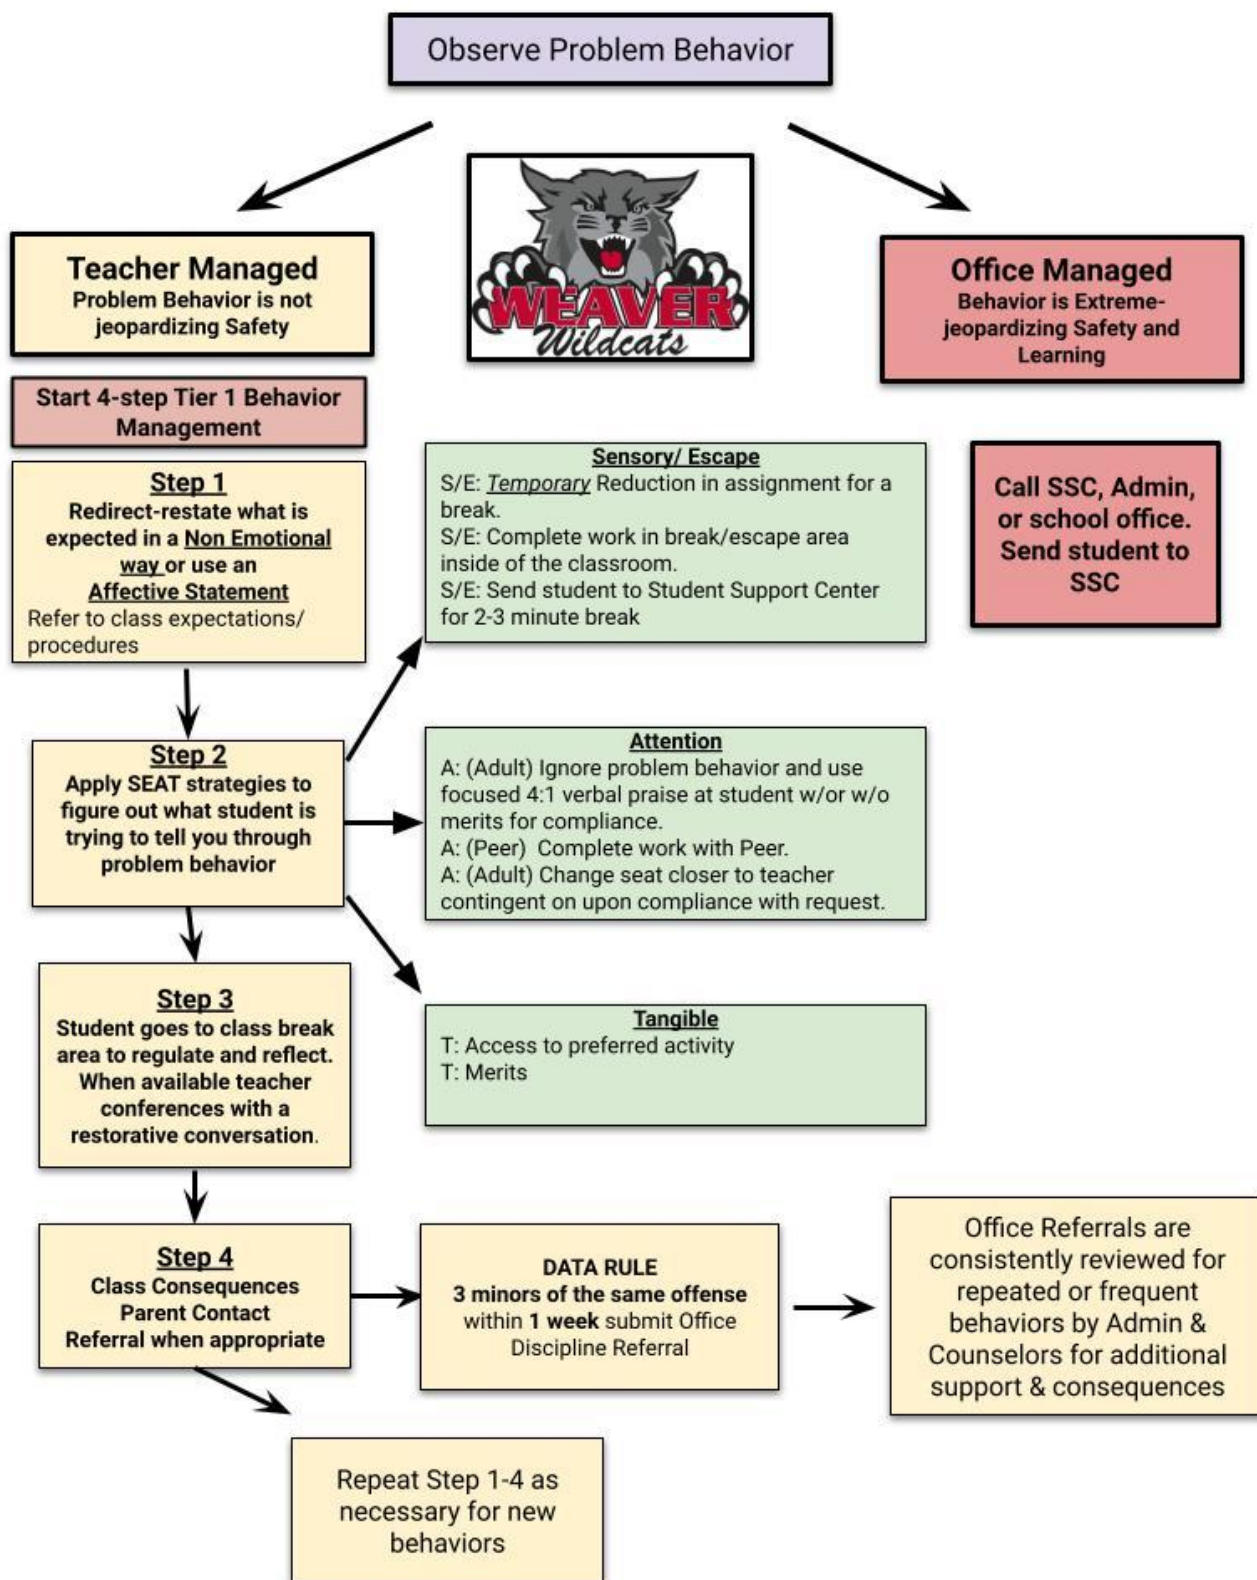 Observe Problem Behavior
WEAVER
Wildcats
Teacher Managed
Problem Behavior is not
jeopardizing Safety
Office Managed
Behavior is Extreme-
jeopardizing Safety and
Learning
Start 4-step Tier 1 Behavior
Management
Call SSC, Admin,
or school office.
Send student to
SSC
Step 1
Redirect-restate what is
expected in a Non Emotional
way or use an
Affective Statement
Refer to class expectations/
procedures
Step 2
Apply SEAT strategies to
figure out what student is
trying to tell you through
problem behavior
Sensory/ Escape
S/E: Temporary Reduction in assignment for a
break.
S/E: Complete work in break/escape area
inside of the classroom.
S/E: Send student to Student Support Center
for 2-3 minute break
Attention
A: (Adult) Ignore problem behavior and use
focused 4:1 verbal praise at student w/or w/o
merits for compliance.
A: (Peer)  Complete work with Peer.
A: (Adult) Change seat closer to teacher
contingent on upon compliance with request.
Tangible
T: Access to preferred activity
T: Merits
Step 3
Student goes to class break
area to regulate and reflect.
When available teacher
conferences with a
restorative conversation.
Step 4
Class Consequences
Parent Contact
Referral when appropriate
DATA RULE
3 minors of the same offense
within 1 week submit Office
Discipline Referral
Office Referrals are
consistently reviewed for
repeated or frequent
behaviors by Admin &
Counselors for additional
support & consequences
Repeat Step 1-4 as
necessary for new
behaviors